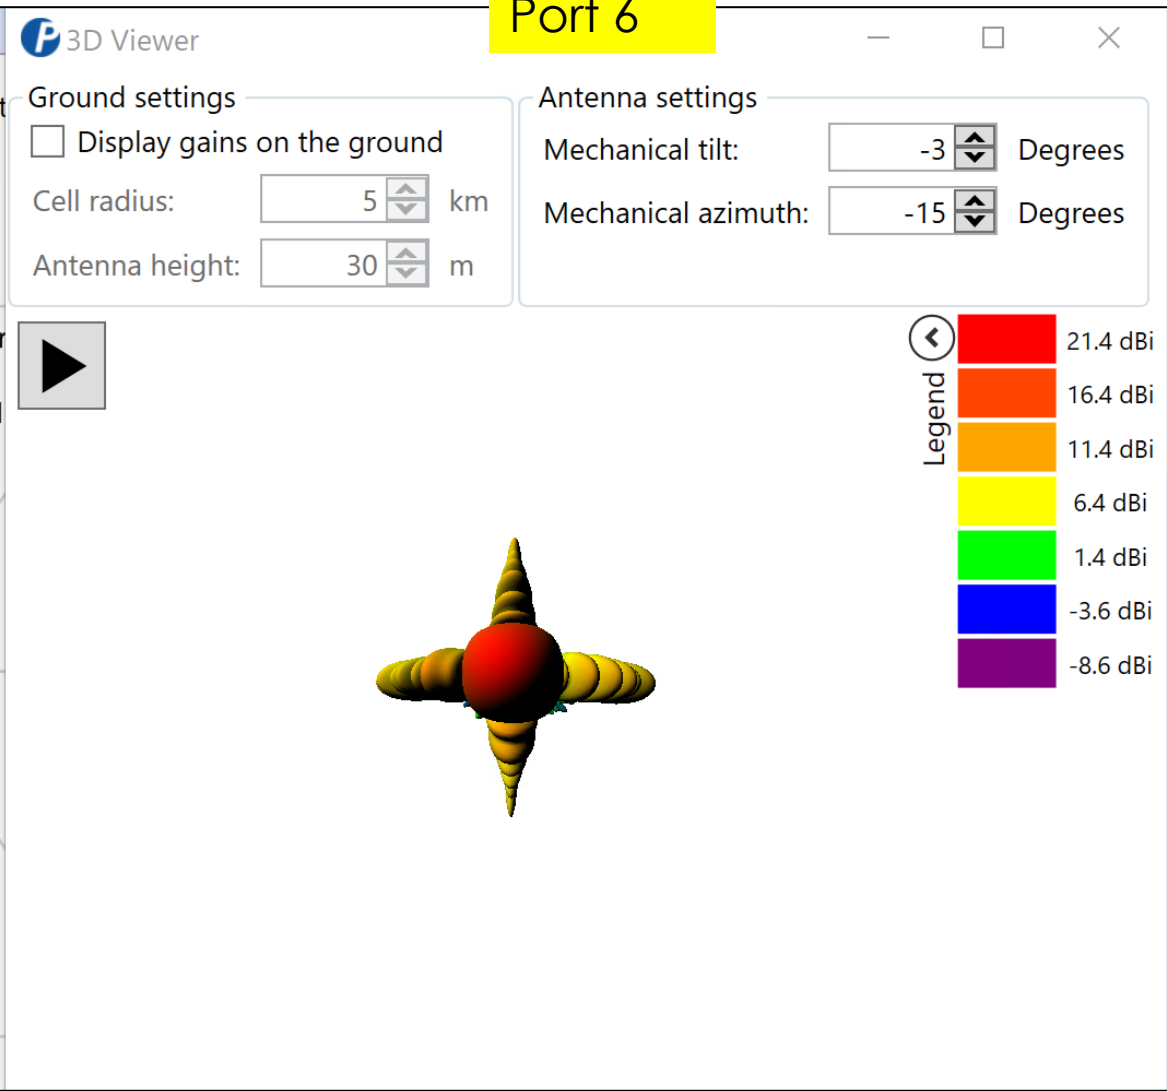 Port 6
3D Viewer
Ground settings
Display gains on the ground
Cell radius: 5 km
Antenna height: 30 m
Antenna settings
Mechanical tilt: -3 Degrees
Mechanical azimuth: -15 Degrees
Legend
21.4 dBi
16.4 dBi
11.4 dBi
6.4 dBi
1.4 dBi
-3.6 dBi
-8.6 dBi